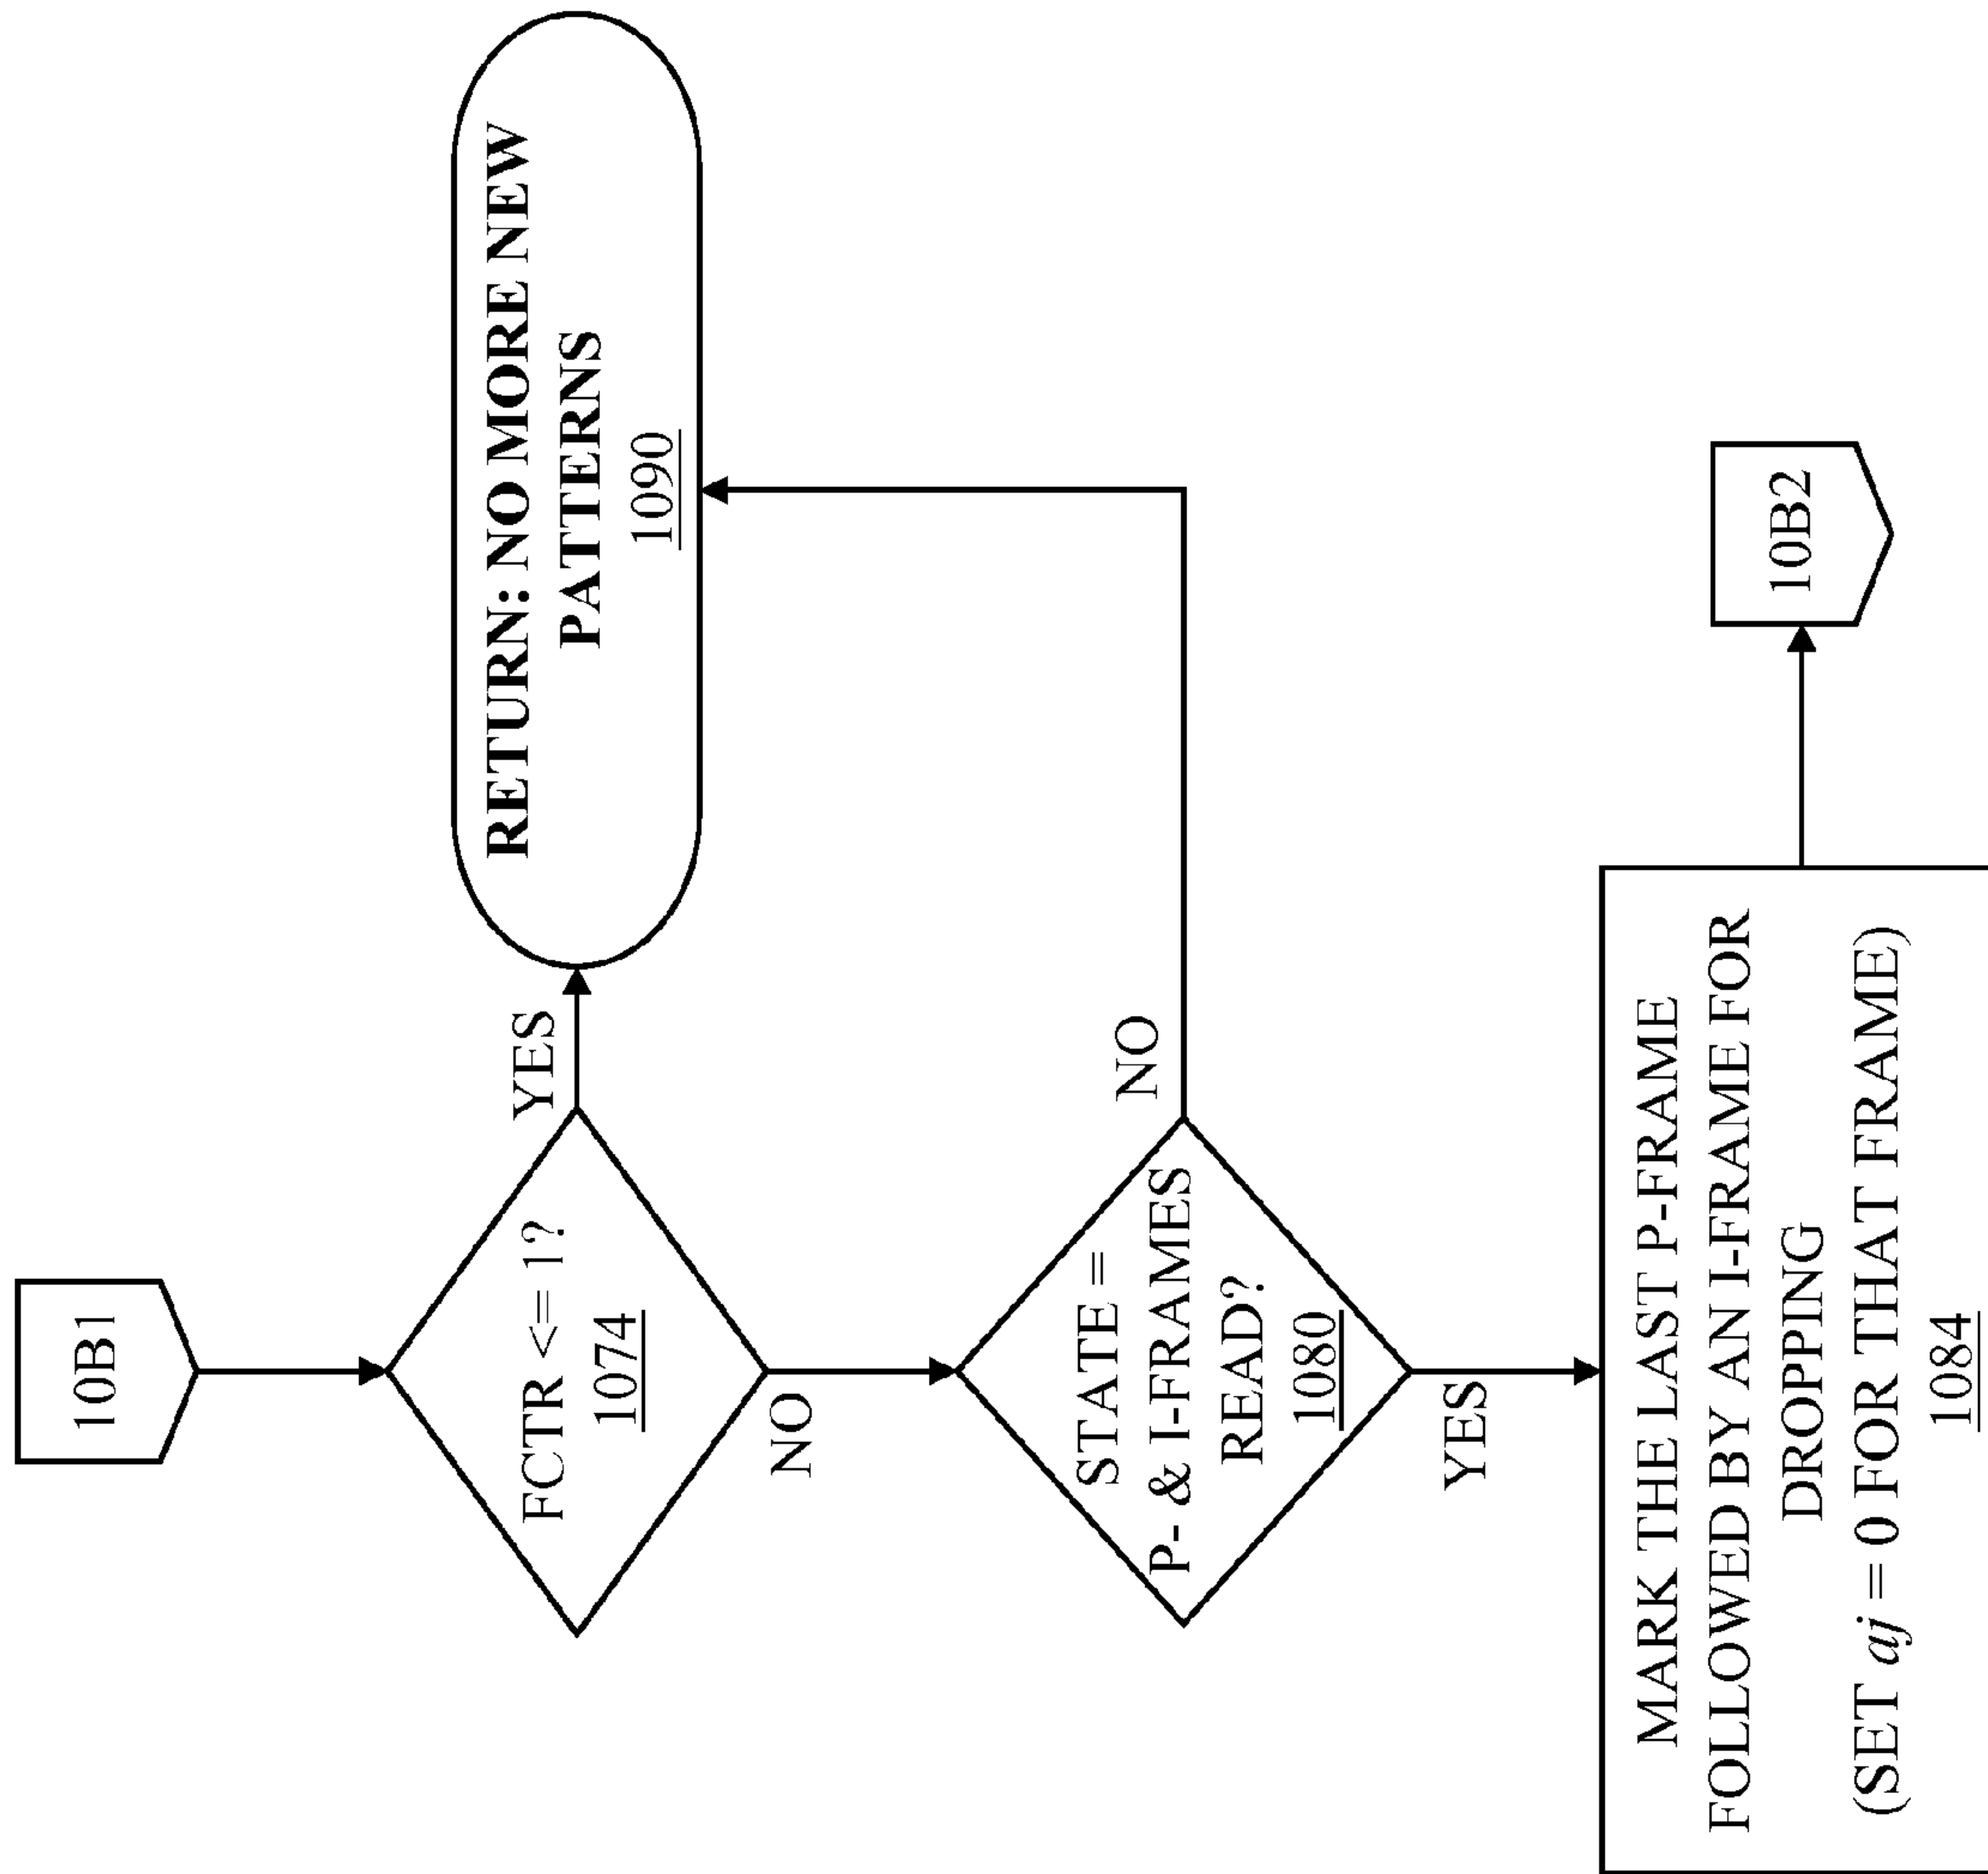 10B1
FCTR <= 1?
1074
YES
RETURN: NO MORE NEW
PATTERNS
1090
NO
STATE =
P- & I-FRAMES
READ?
1080
NO
YES
MARK THE LAST P-FRAME
FOLLOWED BY AN I-FRAME FOR
DROPPING
(SET aj = 0 FOR THAT FRAME)
1084
10B2